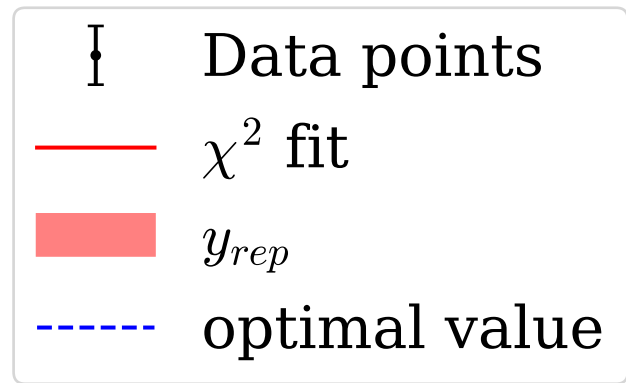 Data points
χ² fit
y_rep
optimal value